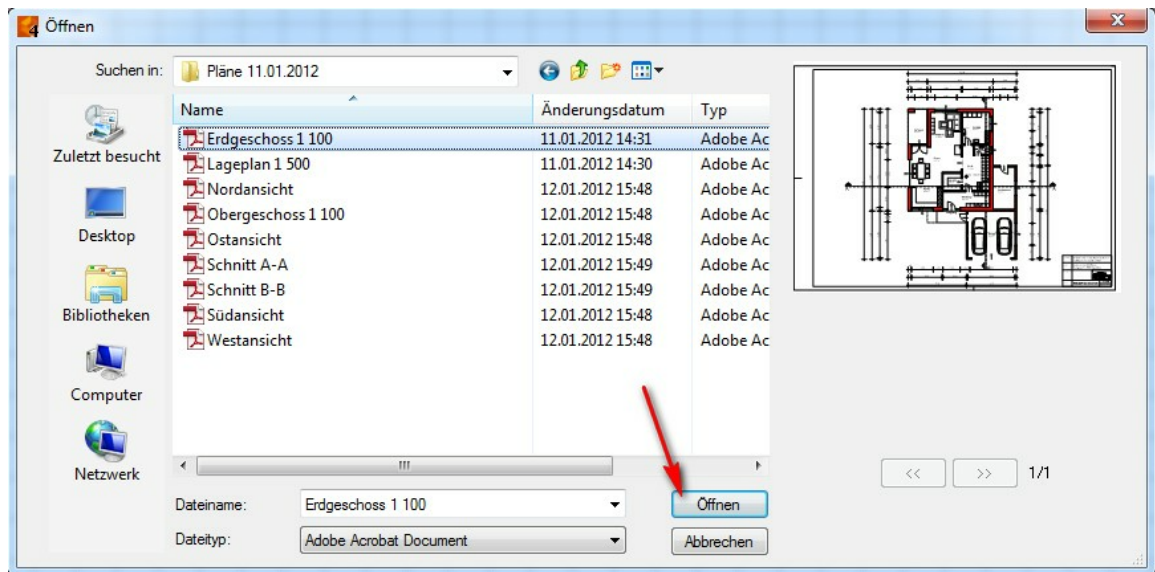 Öffnen
Suchen in: Pläne 11.01.2012
Name Änderungsdatum Typ
Erdgeschoss 1 100 11.01.2012 14:31 Adobe Ac
Lageplan 1 500 11.01.2012 14:30 Adobe Ac
Nordansicht 12.01.2012 15:48 Adobe Ac
Obergeschoss 1 100 12.01.2012 15:48 Adobe Ac
Ostansicht 12.01.2012 15:48 Adobe Ac
Schnitt A-A 12.01.2012 15:49 Adobe Ac
Schnitt B-B 12.01.2012 15:49 Adobe Ac
Südansicht 12.01.2012 15:48 Adobe Ac
Westansicht 12.01.2012 15:48 Adobe Ac
Zuletzt besucht
Desktop
Bibliotheken
Computer
Netzwerk
<< >> 1/1
Dateiname: Erdgeschoss 1 100 Öffnen
Dateityp: Adobe Acrobat Document Abbrechen